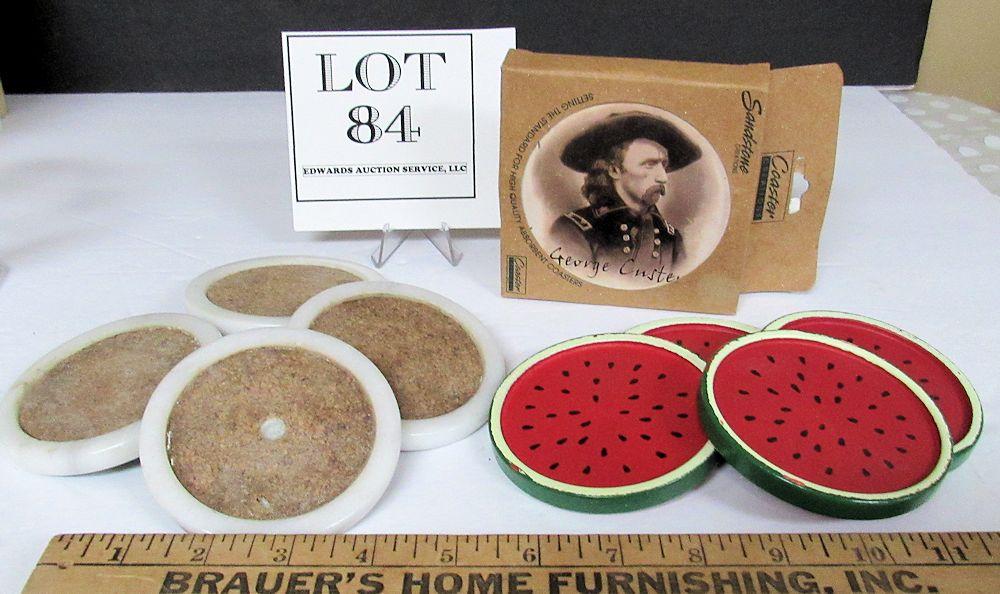 LOT
84
EDWARDS AUCTION SERVICE, LLC
SETTING THE STANDARD FOR HIGH QUALITY ABSORBENT COASTERS
George Custer
Coaster
Sandstone
Coaster
1 2 3 4 5 6 7 8 9 10 11
BRAUER'S HOME FURNISHING, INC.